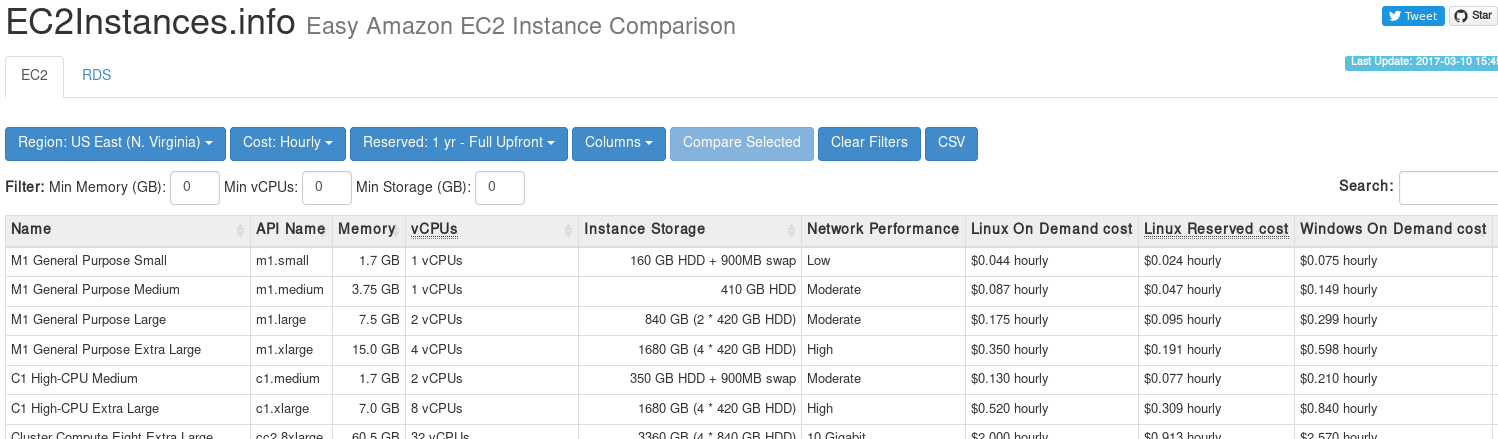 EC2Instances.info Easy Amazon EC2 Instance Comparison
Tweet Star
EC2 RDS
Last Update: 2017-03-10
Region: US East (N. Virginia) Cost: Hourly Reserved: 1 yr - Full Upfront Columns Compare Selected Clear Filters CSV
Filter: Min Memory (GB): 0 Min vCPUs: 0 Min Storage (GB): 0 Search:
Name API Name Memory vCPUs Instance Storage Network Performance Linux On Demand cost Linux Reserved cost Windows On Demand cost
M1 General Purpose Small m1.small 1.7 GB 1 vCPUs 160 GB HDD + 900MB swap Low $0.044 hourly $0.024 hourly $0.075 hourly
M1 General Purpose Medium m1.medium 3.75 GB 1 vCPUs 410 GB HDD Moderate $0.087 hourly $0.047 hourly $0.149 hourly
M1 General Purpose Large m1.large 7.5 GB 2 vCPUs 840 GB (2 * 420 GB HDD) Moderate $0.175 hourly $0.095 hourly $0.299 hourly
M1 General Purpose Extra Large m1.xlarge 15.0 GB 4 vCPUs 1680 GB (4 * 420 GB HDD) High $0.350 hourly $0.191 hourly $0.598 hourly
C1 High-CPU Medium c1.medium 1.7 GB 2 vCPUs 350 GB HDD + 900MB swap Moderate $0.130 hourly $0.077 hourly $0.210 hourly
C1 High-CPU Extra Large c1.xlarge 7.0 GB 8 vCPUs 1680 GB (4 * 420 GB HDD) High $0.520 hourly $0.309 hourly $0.840 hourly
Cluster Compute Eight Extra Large cc2.8xlarge 60.5 GB 32 vCPUs 3360 GB (4 * 840 GB HDD) 10 Gigabit $2.000 hourly $0.913 hourly $2.570 hourly